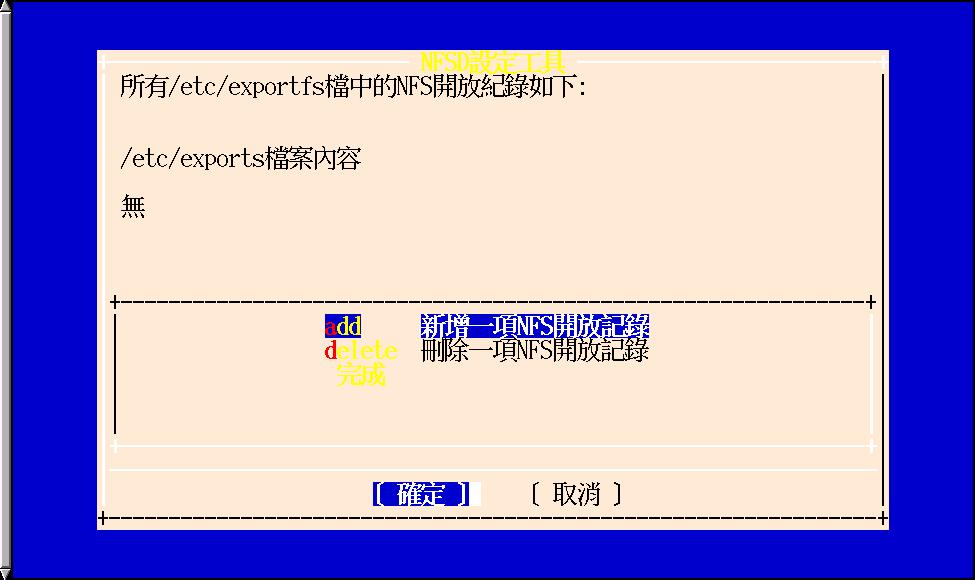 NFSD設定工具
所有/etc/exportfs檔中的NFS開放紀錄如下:
/etc/exports檔案內容
無
add 新增一項NFS開放記錄
delete 刪除一項NFS開放記錄
完成
[ 確定 ] [ 取消 ]